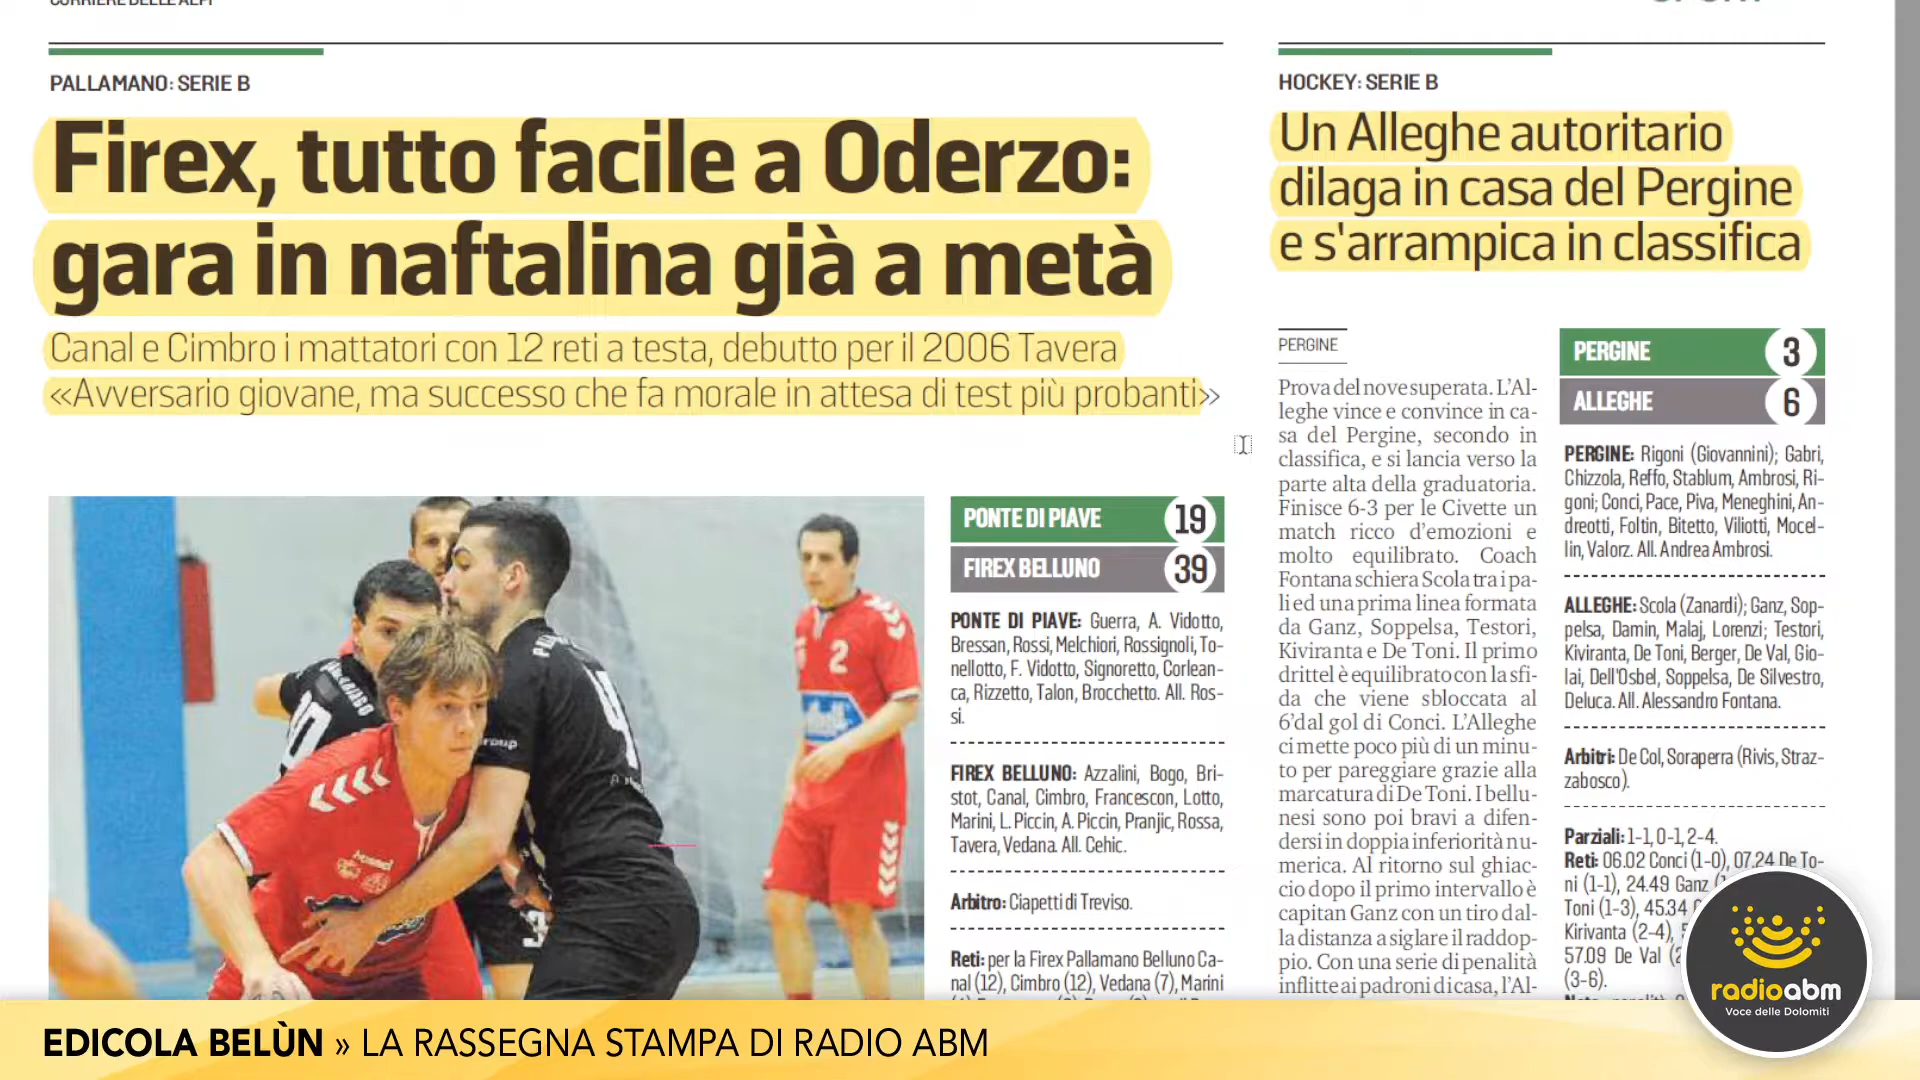 CORRIERE DELLE ALPI
PALLAMANO: SERIE B
Firex, tutto facile a Oderzo:
gara in naftalina già a metà
Canal e Cimbro i mattatori con 12 reti a testa, debutto per il 2006 Tavera
«Avversario giovane, ma successo che fa morale in attesa di test più probanti»
2
PONTE DI PIAVE 19
FIREX BELLUNO 39
PONTE DI PIAVE: Guerra, A. Vidotto,
Bressan, Rossi, Melchiori, Rossignoli, To-
nellotto, F. Vidotto, Signoretto, Corlean-
ca, Rizzetto, Talon, Brocchetto. All. Ros-
si.
FIREX BELLUNO: Azzalini, Bogo, Bri-
stot, Canal, Cimbro, Francescon, Lotto,
Marini, L. Piccin, A. Piccin, Pranjic, Rossa,
Tavera, Vedana. All. Cehic.
Arbitro: Ciapetti di Treviso.
Reti: per la Firex Pallamano Belluno Ca-
nal (12), Cimbro (12), Vedana (7), Marini
HOCKEY: SERIE B
Un Alleghe autoritario
dilaga in casa del Pergine
e s'arrampica in classifica
PERGINE
Prova del nove superata. L'Al-
leghe vince e convince in ca-
sa del Pergine, secondo in
classifica, e si lancia verso la
parte alta della graduatoria.
Finisce 6-3 per le Civette un
match ricco d'emozioni e
molto equilibrato. Coach
Fontana schiera Scola tra i pa-
li ed una prima linea formata
da Ganz, Soppelsa, Testori,
Kiviranta e De Toni. Il primo
drittel è equilibrato con la sfi-
da che viene sbloccata al
6'dal gol di Conci. L'Alleghe
ci mette poco più di un minu-
to per pareggiare grazie alla
marcatura di De Toni. I bellu-
nesi sono poi bravi a difen-
dersi in doppia inferiorità nu-
merica. Al ritorno sul ghiac-
cio dopo il primo intervallo è
capitan Ganz con un tiro dal-
la distanza a siglare il raddop-
pio. Con una serie di penalità
inflitte ai padroni di casa, l'Al-
PERGINE 3
ALLEGHE 6
PERGINE: Rigoni (Giovannini); Gabri,
Chizzola, Reffo, Stablum, Ambrosi, Ri-
goni; Conci, Pace, Piva, Meneghini, An-
dreotti, Foltin, Bitetto, Viliotti, Mocel-
lin, Valorz. All. Andrea Ambrosi.
ALLEGHE: Scola (Zanardi); Ganz, Sop-
pelsa, Damin, Malaj, Lorenzi; Testori,
Kiviranta, De Toni, Berger, De Val, Gio-
lai, Dell'Osbel, Soppelsa, De Silvestro,
Deluca. All. Alessandro Fontana.
Arbitri: De Col, Soraperra (Rivis, Straz-
zabosco).
Parziali: 1-1, 0-1, 2-4.
Reti: 06.02 Conci (1-0), 07.24 De To-
ni (1-1), 24.49 Ganz
Toni (1-3), 45.34
Kirivanta (2-4),
57.09 De Val
(3-6).
radioabm
Voce delle Dolomiti
EDICOLA BELÙN » LA RASSEGNA STAMPA DI RADIO ABM